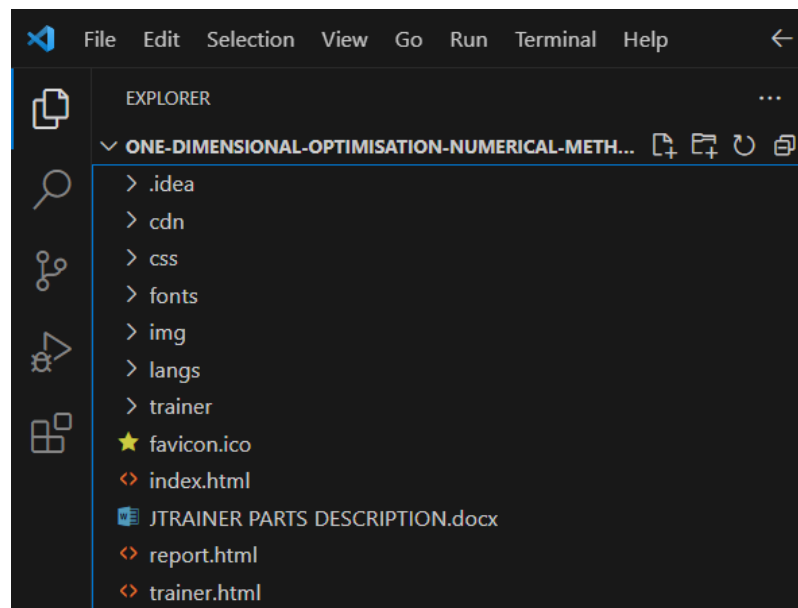 File Edit Selection View Go Run Terminal Help
EXPLORER
ONE-DIMENSIONAL-OPTIMISATION-NUMERICAL-METH...
.idea
cdn
css
fonts
img
langs
trainer
favicon.ico
index.html
JTRAINER PARTS DESCRIPTION.docx
report.html
trainer.html